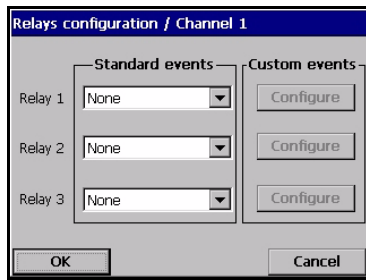 Relays configuration / Channel 1
Standard events Custom events
Relay 1 None Configure
Relay 2 None Configure
Relay 3 None Configure
OK Cancel